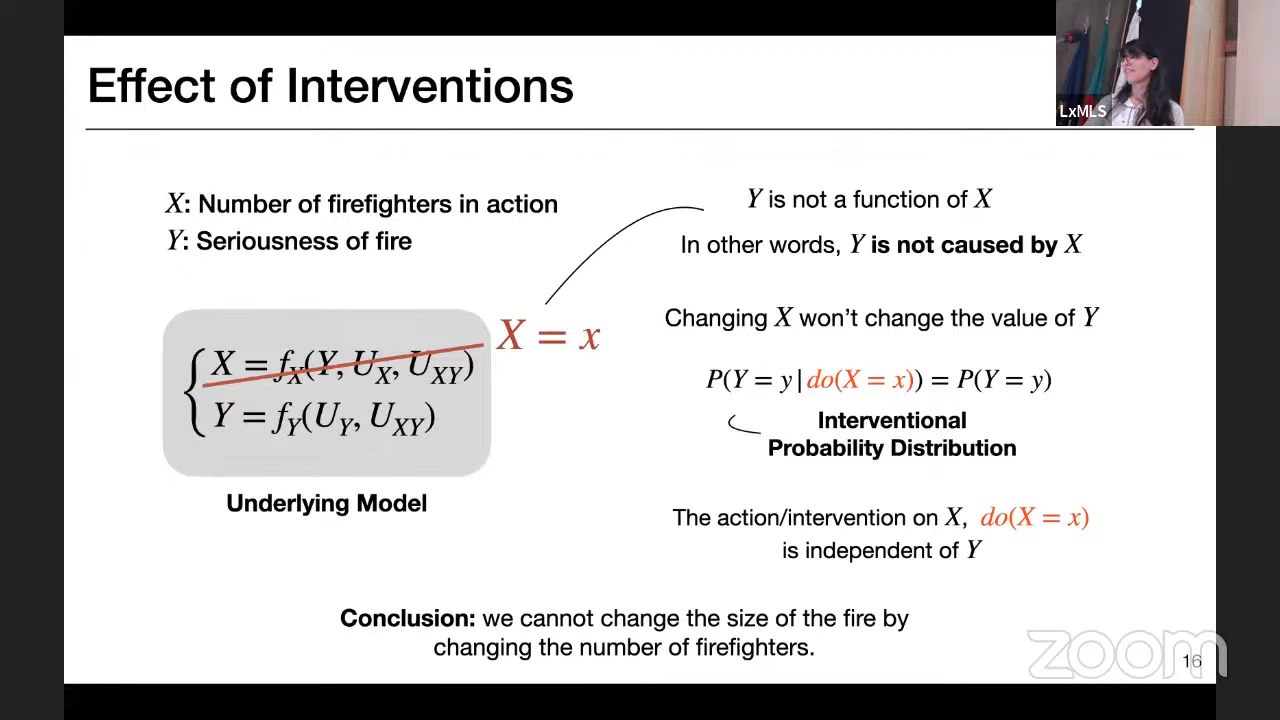 Effect of Interventions
LxMLS
X: Number of firefighters in action
Y: Seriousness of fire
X = f_X(Y, U_X, U_XY)
Y = f_Y(U_Y, U_XY)
X = x
Underlying Model
Y is not a function of X
In other words, Y is not caused by X
Changing X won’t change the value of Y
P(Y = y | do(X = x)) = P(Y = y)
Interventional
Probability Distribution
The action/intervention on X, do(X = x)
is independent of Y
Conclusion: we cannot change the size of the fire by
changing the number of firefighters.
zoom
16